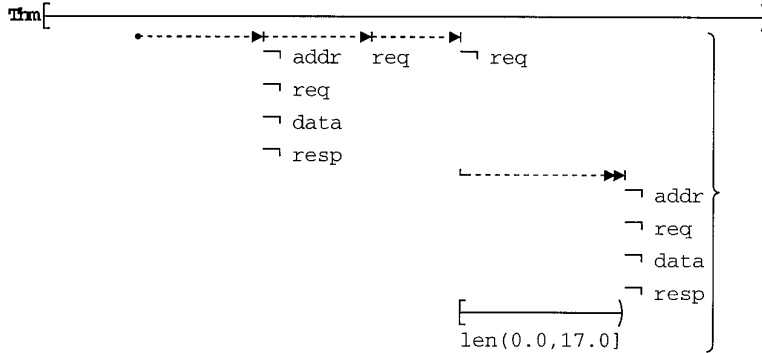 Thm
¬ addr req ¬ req
¬ req
¬ data
¬ resp
¬ addr
¬ req
¬ data
¬ resp
len(0.0,17.0]